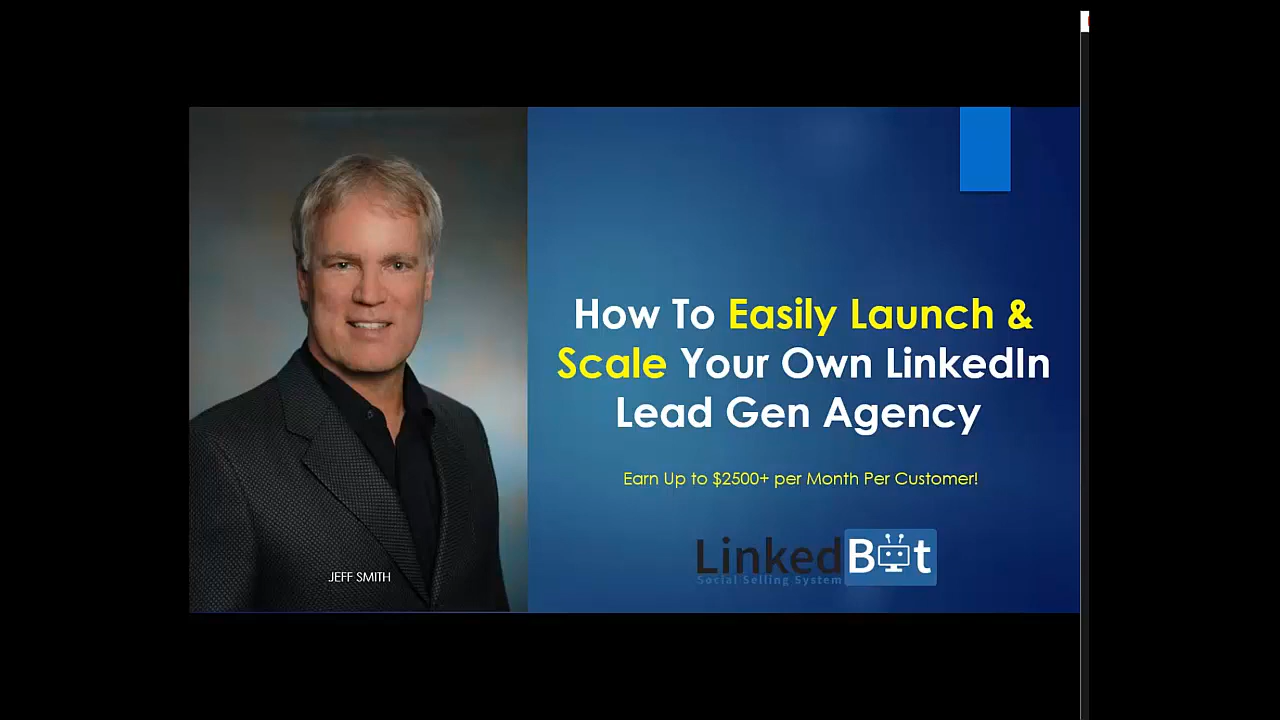 How To Easily Launch &
Scale Your Own LinkedIn
Lead Gen Agency
Earn Up to $2500+ per Month Per Customer!
LinkedBot
Social Selling System
JEFF SMITH